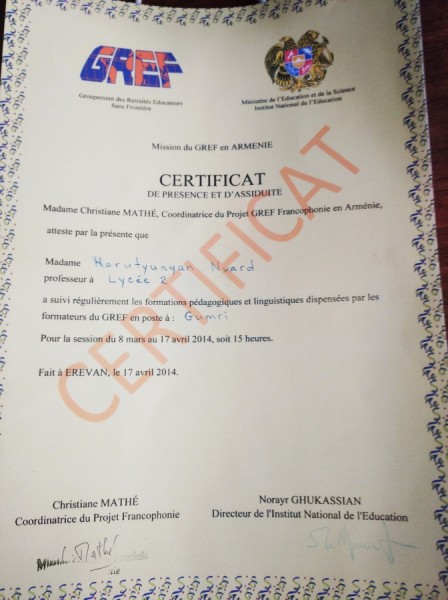 GREF
Groupement des Retraités Educateurs
Sans Frontière
Ministère de l'Education et de la Science
Institut National de l'Education
Mission du GREF en ARMENIE
CERTIFICAT
DE PRESENCE ET D'ASSIDUITE
Madame Christiane MATHÉ, Coordinatrice du Projet GREF Francophonie en Arménie,
atteste par la présente que
Madame Harutyunyan Nvard
professeur à Lycée 2
a suivi régulièrement les formations pédagogiques et linguistiques dispensées par les
formateurs du GREF en poste à : Gumri
Pour la session du 8 mars au 17 avril 2014, soit 15 heures.
Fait à EREVAN, le 17 avril 2014.
CERTIFICAT
Christiane MATHÉ
Coordinatrice du Projet Francophonie
Norayr GHUKASSIAN
Directeur de l'Institut National de l'Education
Mathé